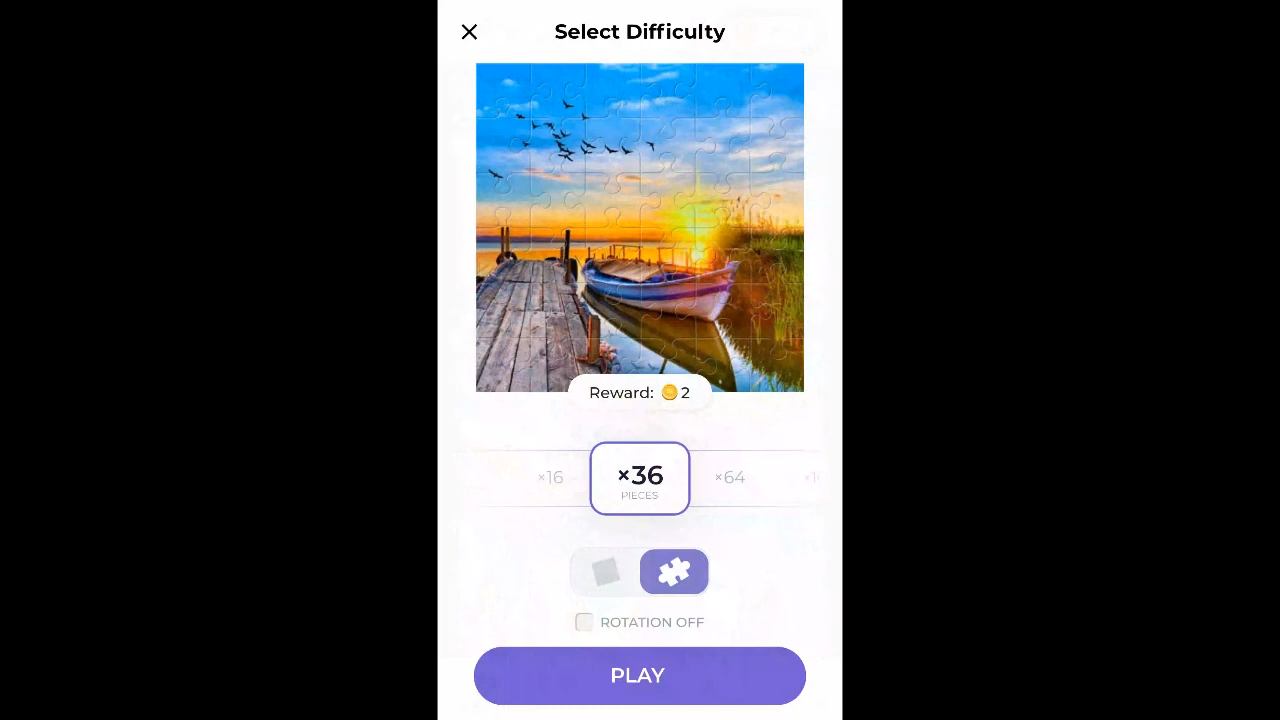 Select Difficulty
Reward: 2
×16
×36
PIECES
×64
ROTATION OFF
PLAY